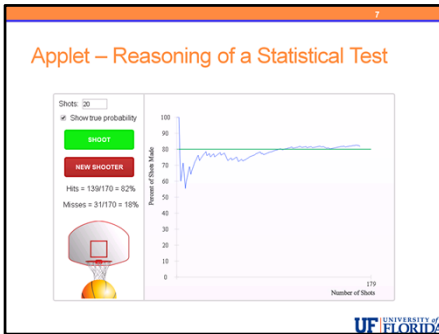 7
Applet – Reasoning of a Statistical Test
Shots: 20
Show true probability
SHOOT
NEW SHOOTER
Hits = 139/170 = 82%
Misses = 31/170 = 18%
Percent of Shots Made
100
90
80
70
60
50
40
30
20
10
0
179
Number of Shots
UF UNIVERSITY of
FLORIDA